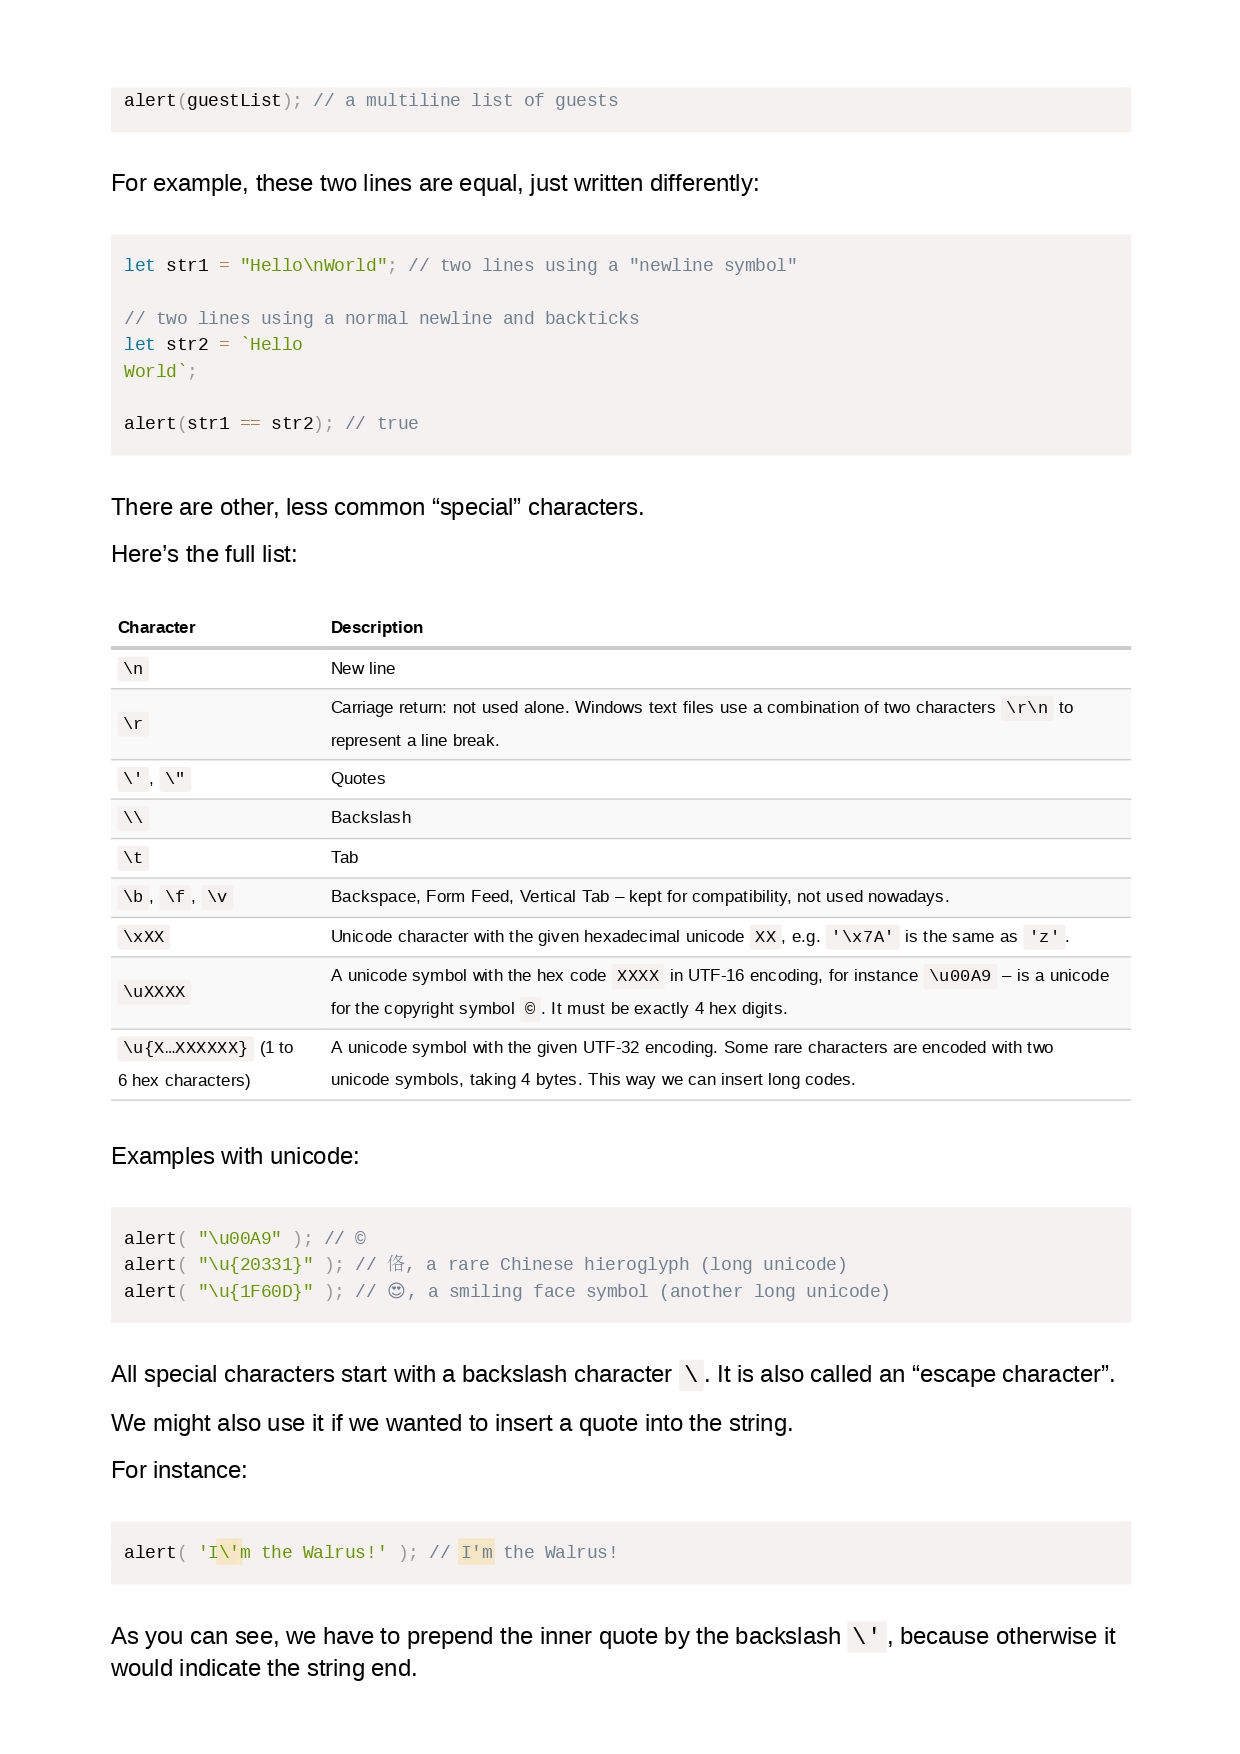 alert(guestList); // a multiline list of guests
For example, these two lines are equal, just written differently:
let str1 = "Hello\nWorld"; // two lines using a "newline symbol"
// two lines using a normal newline and backticks
let str2 = `Hello
World`;
alert(str1 == str2); // true
There are other, less common “special” characters.
Here’s the full list:
Character Description
\n New line
\r Carriage return: not used alone. Windows text files use a combination of two characters \r\n to
represent a line break.
\', \" Quotes
\\ Backslash
\t Tab
\b, \f, \v Backspace, Form Feed, Vertical Tab – kept for compatibility, not used nowadays.
\xXX Unicode character with the given hexadecimal unicode XX, e.g. '\x7A' is the same as 'z'.
\uXXXX A unicode symbol with the hex code XXXX in UTF-16 encoding, for instance \u00A9 – is a unicode
for the copyright symbol ©. It must be exactly 4 hex digits.
\u{X…XXXXXX} (1 to A unicode symbol with the given UTF-32 encoding. Some rare characters are encoded with two
6 hex characters) unicode symbols, taking 4 bytes. This way we can insert long codes.
Examples with unicode:
alert( "\u00A9" ); // ©
alert( "\u{20331}" ); // 𠌱, a rare Chinese hieroglyph (long unicode)
alert( "\u{1F60D}" ); // 😍, a smiling face symbol (another long unicode)
All special characters start with a backslash character \. It is also called an “escape character”.
We might also use it if we wanted to insert a quote into the string.
For instance:
alert( 'I\'m the Walrus!' ); // I'm the Walrus!
As you can see, we have to prepend the inner quote by the backslash \', because otherwise it
would indicate the string end.